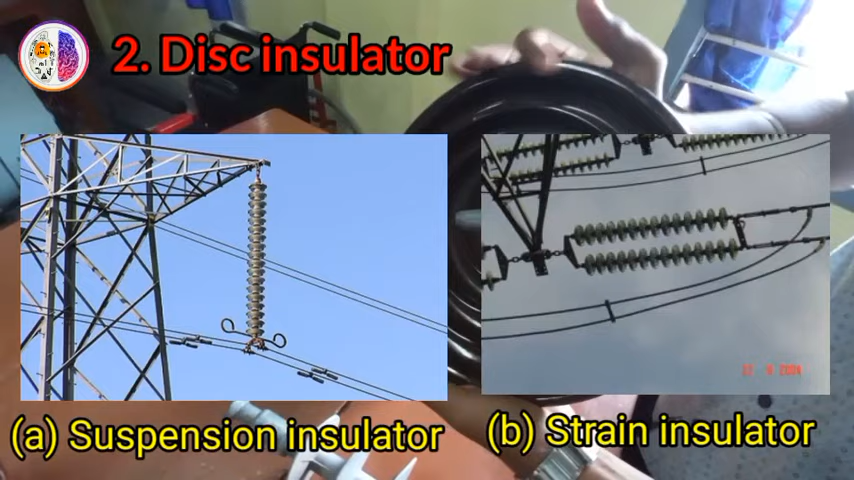 2. Disc insulator
(a) Suspension insulator
(b) Strain insulator